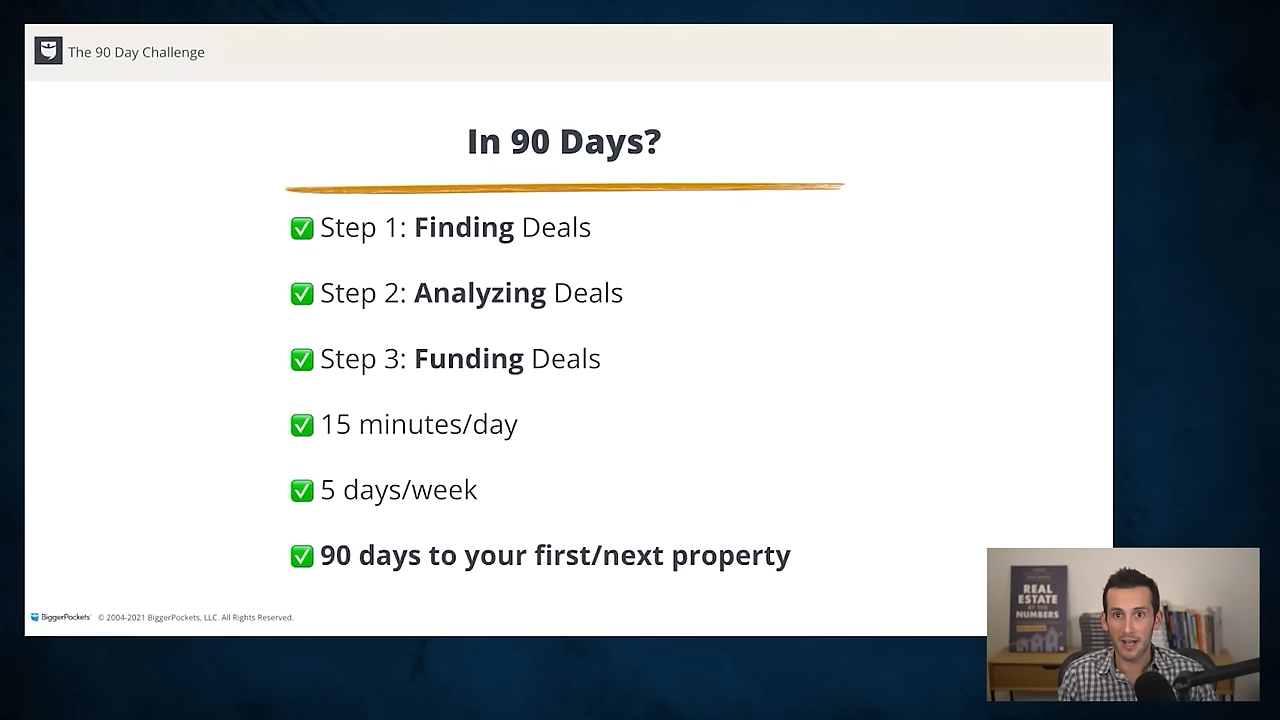 The 90 Day Challenge
In 90 Days?
✅ Step 1: Finding Deals
✅ Step 2: Analyzing Deals
✅ Step 3: Funding Deals
✅ 15 minutes/day
✅ 5 days/week
✅ 90 days to your first/next property
BiggerPockets © 2004-2021 BiggerPockets, LLC. All Rights Reserved.
REAL
ESTATE
BY THE
NUMBERS